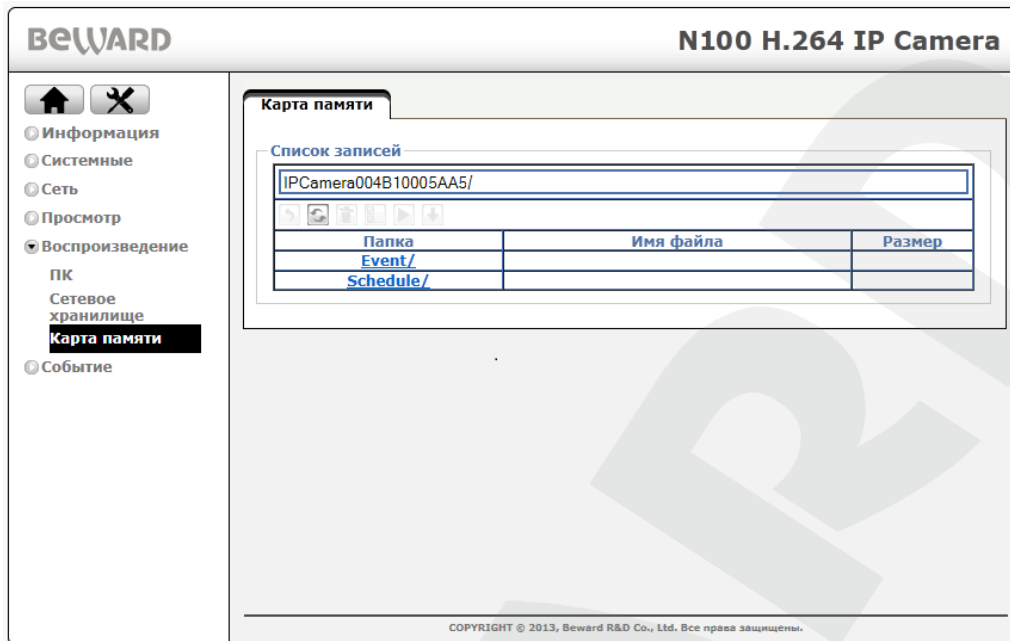 BEWARD
N100 H.264 IP Camera
Информация
Системные
Сеть
Просмотр
Воспроизведение
ПК
Сетевое
хранилище
Карта памяти
Событие
Карта памяти
Список записей
IPCamera004B10005AA5/
Папка Имя файла Размер
Event/
Schedule/
COPYRIGHT © 2013, Beward R&D Co., Ltd. Все права защищены.